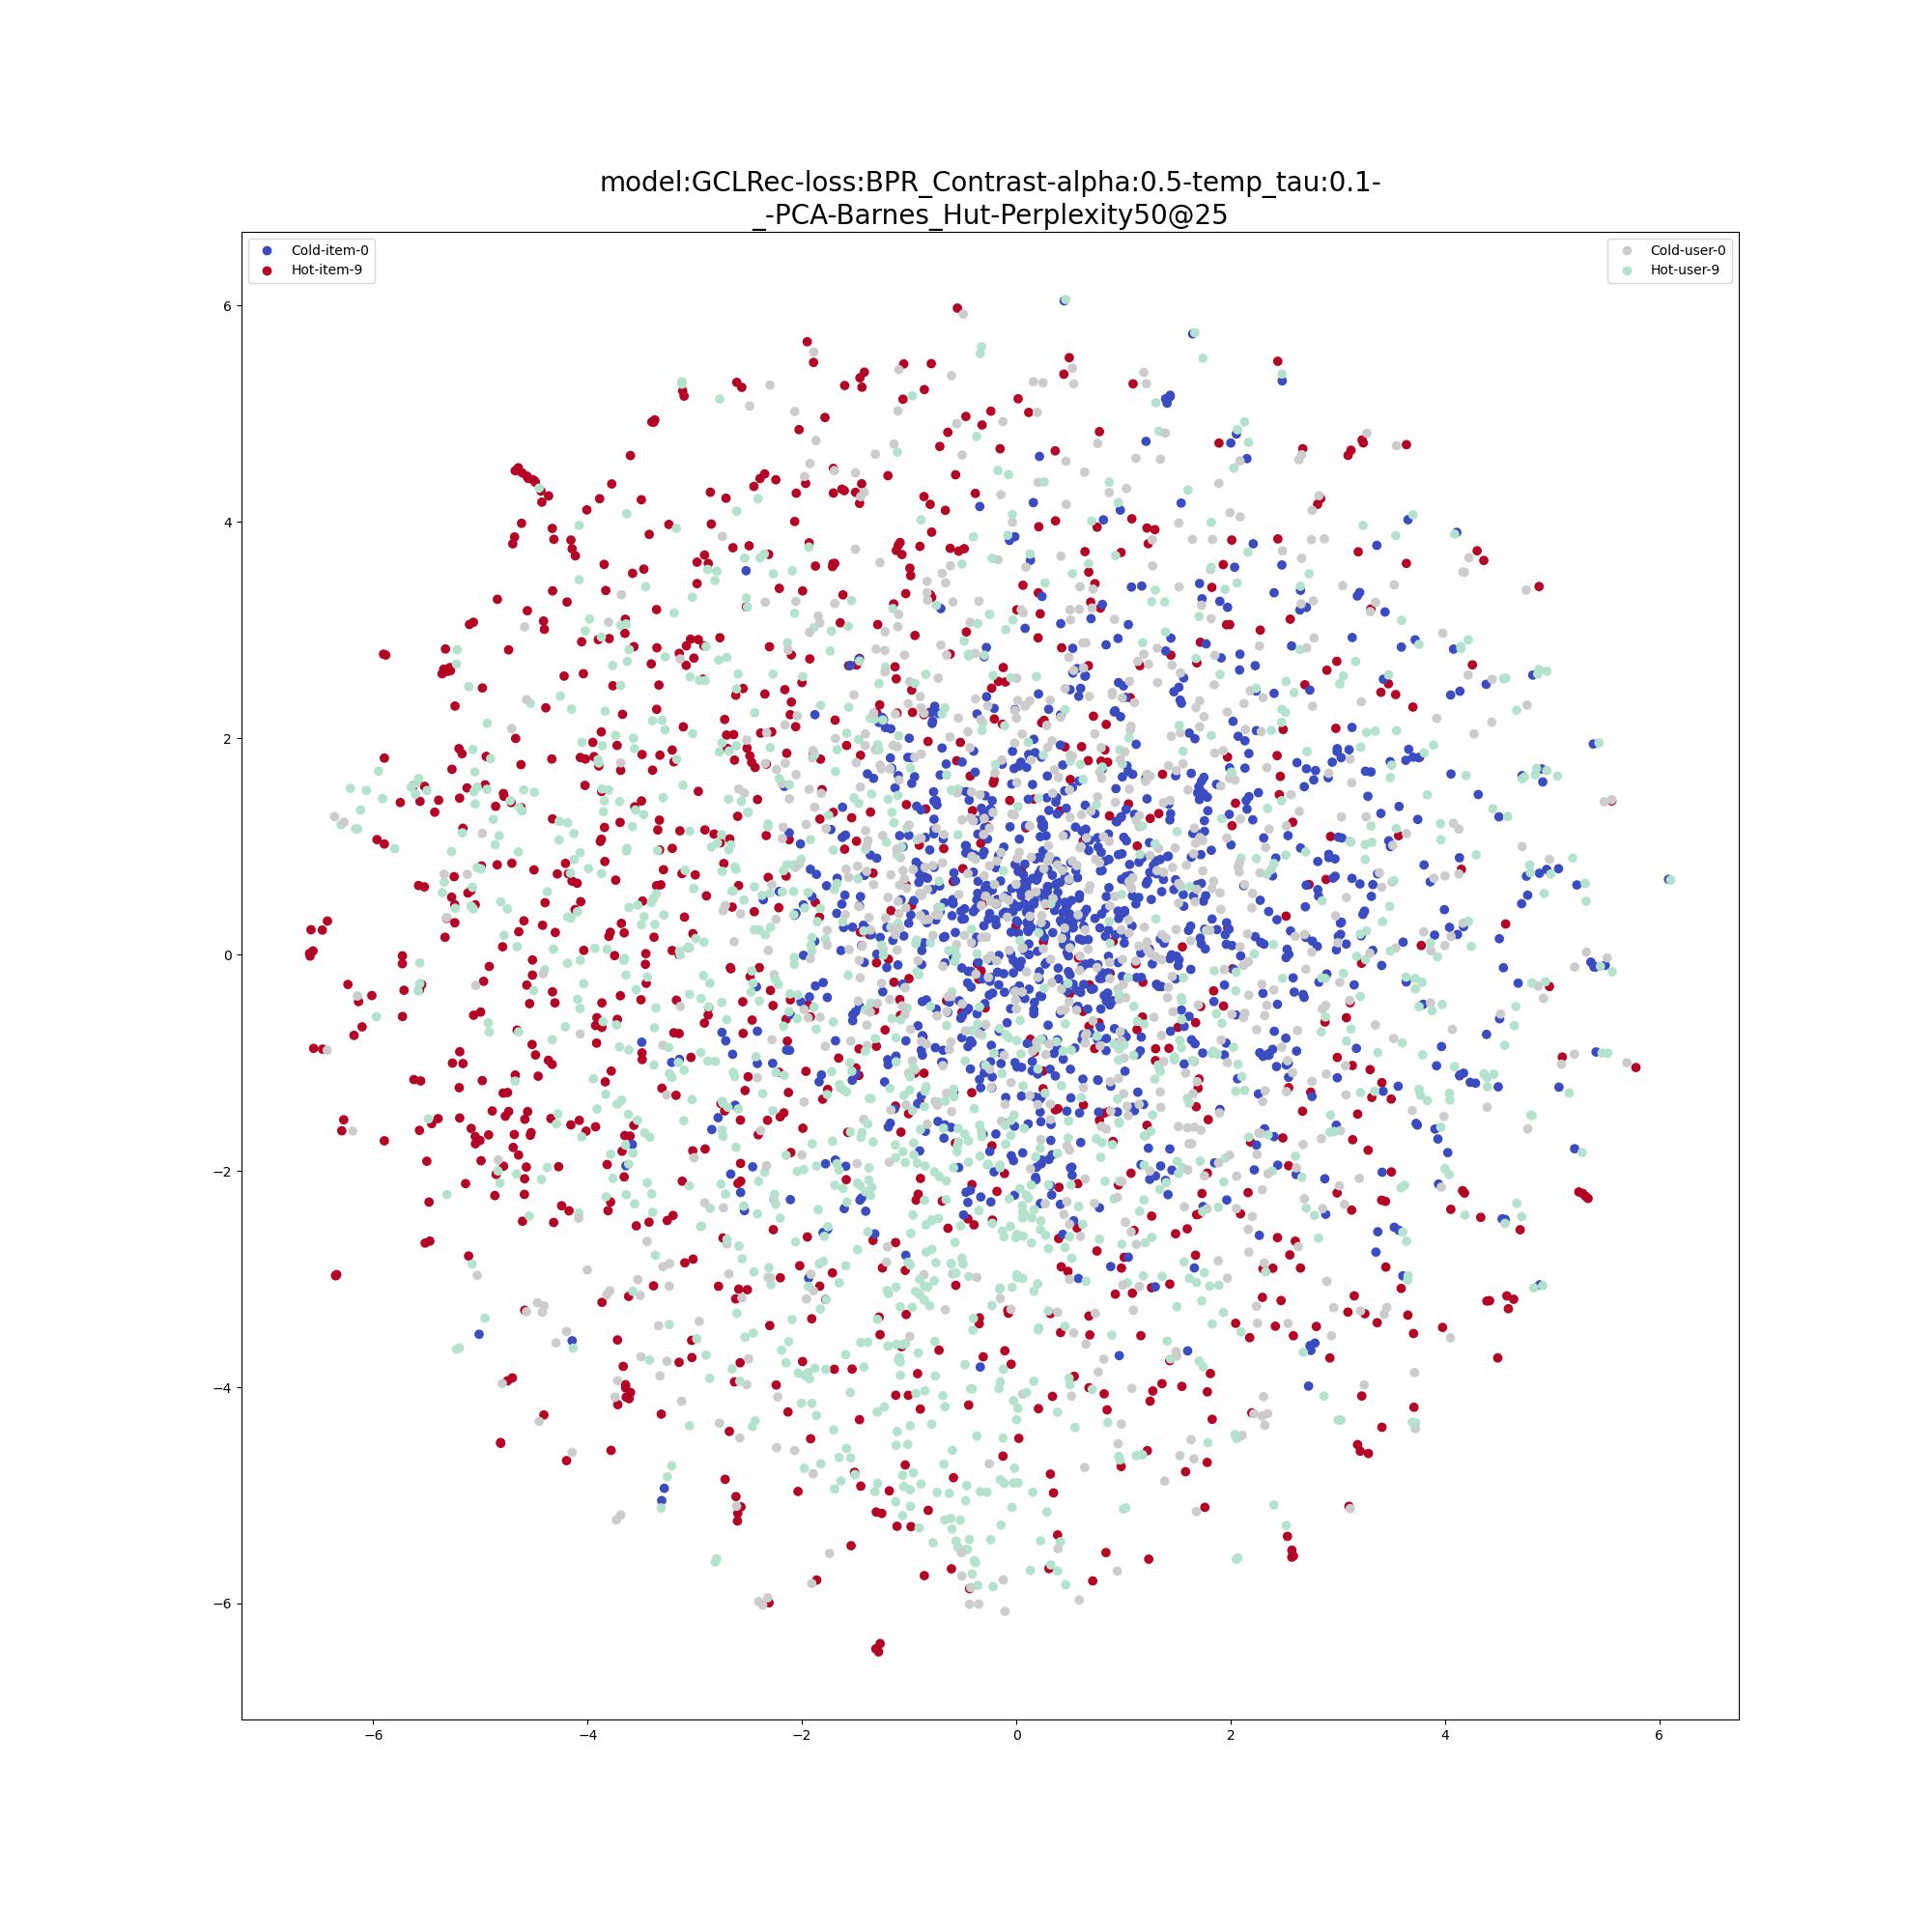 model:GCLRec-loss:BPR_Contrast-alpha:0.5-temp_tau:0.1-
_-PCA-Barnes_Hut-Perplexity50@25
Cold-item-0
Hot-item-9
Cold-user-0
Hot-user-9
6
4
2
0
−2
−4
−6
−6
−4
−2
0
2
4
6